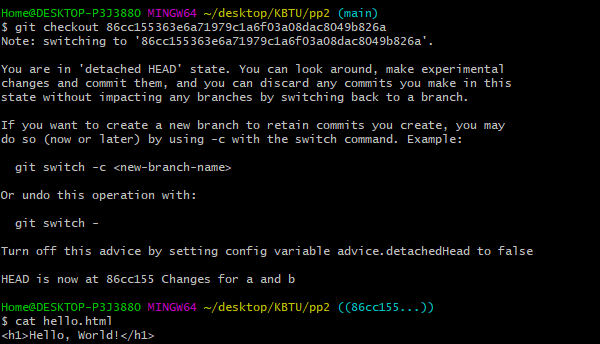 Home@DESKTOP-P3J3880 MINGW64 ~/desktop/KBTU/pp2 (main)
$ git checkout 86cc155363e6a71979c1a6f03a08dac8049b826a
Note: switching to '86cc155363e6a71979c1a6f03a08dac8049b826a'.
You are in 'detached HEAD' state. You can look around, make experimental
changes and commit them, and you can discard any commits you make in this
state without impacting any branches by switching back to a branch.
If you want to create a new branch to retain commits you create, you may
do so (now or later) by using -c with the switch command. Example:
git switch -c <new-branch-name>
Or undo this operation with:
git switch -
Turn off this advice by setting config variable advice.detachedHead to false
HEAD is now at 86cc155 Changes for a and b
Home@DESKTOP-P3J3880 MINGW64 ~/desktop/KBTU/pp2 ((86cc155...))
$ cat hello.html
<h1>Hello, World!</h1>